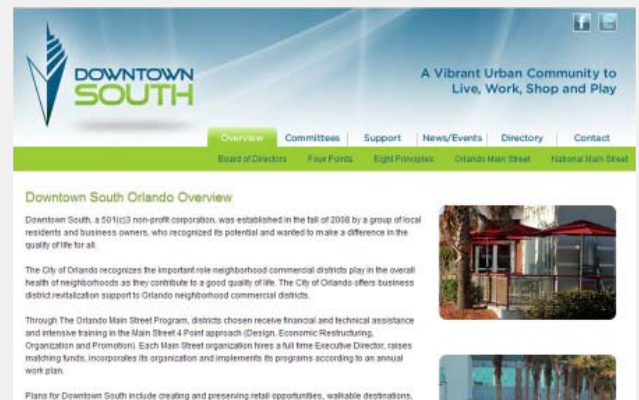 DOWNTOWN
SOUTH
A Vibrant Urban Community to
Live, Work, Shop and Play
Overview Committees Support News/Events Directory Contact
Board of Directors Four Points Eight Principles Orlando Main Street National Main Street
Downtown South Orlando Overview
Downtown South, a 501(c)3 non-profit corporation, was established in the fall of 2008 by a group of local
residents and business owners, who recognized its potential and wanted to make a difference in the
quality of life for all.
The City of Orlando recognizes the important role neighborhood commercial districts play in the overall
health of neighborhoods as they contribute to a good quality of life. The City of Orlando offers business
district revitalization support to Orlando neighborhood commercial districts.
Through The Orlando Main Street Program, districts chosen receive financial and technical assistance
and intensive training in the Main Street 4 Point approach (Design, Economic Restructuring,
Organization and Promotion). Each Main Street organization hires a full time Executive Director, raises
matching funds, incorporates its organization and implements its programs according to an annual
work plan.
Plans for Downtown South include creating and preserving retail opportunities, walkable destinations,